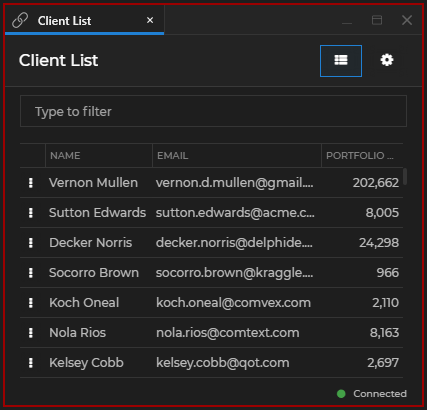 Client List
Client List
Type to filter
NAME EMAIL PORTFOLIO ...
Vernon Mullen vernon.d.mullen@gmail.... 202,662
Sutton Edwards sutton.edwards@acme.c... 8,005
Decker Norris decker.norris@delphide.... 24,298
Socorro Brown socorro.brown@kraggle.... 966
Koch Oneal koch.oneal@comvex.com 2,110
Nola Rios nola.rios@comtext.com 8,163
Kelsey Cobb kelsey.cobb@qot.com 2,697
Connected